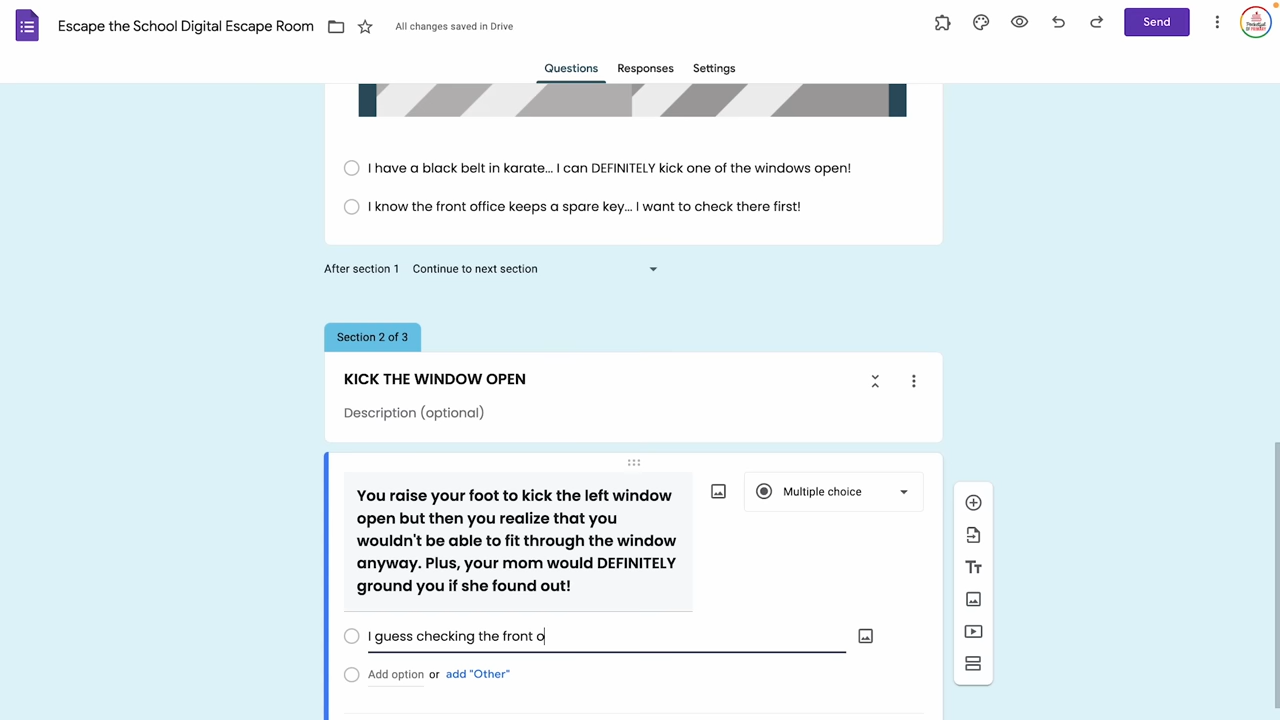 Escape the School Digital Escape Room
All changes saved in Drive
Send
Questions
Responses
Settings
I have a black belt in karate... I can DEFINITELY kick one of the windows open!
I know the front office keeps a spare key... I want to check there first!
After section 1 Continue to next section
Section 2 of 3
KICK THE WINDOW OPEN
Description (optional)
You raise your foot to kick the left window
open but then you realize that you
wouldn't be able to fit through the window
anyway. Plus, your mom would DEFINITELY
ground you if she found out!
Multiple choice
I guess checking the front o
Add option or add "Other"
Tт